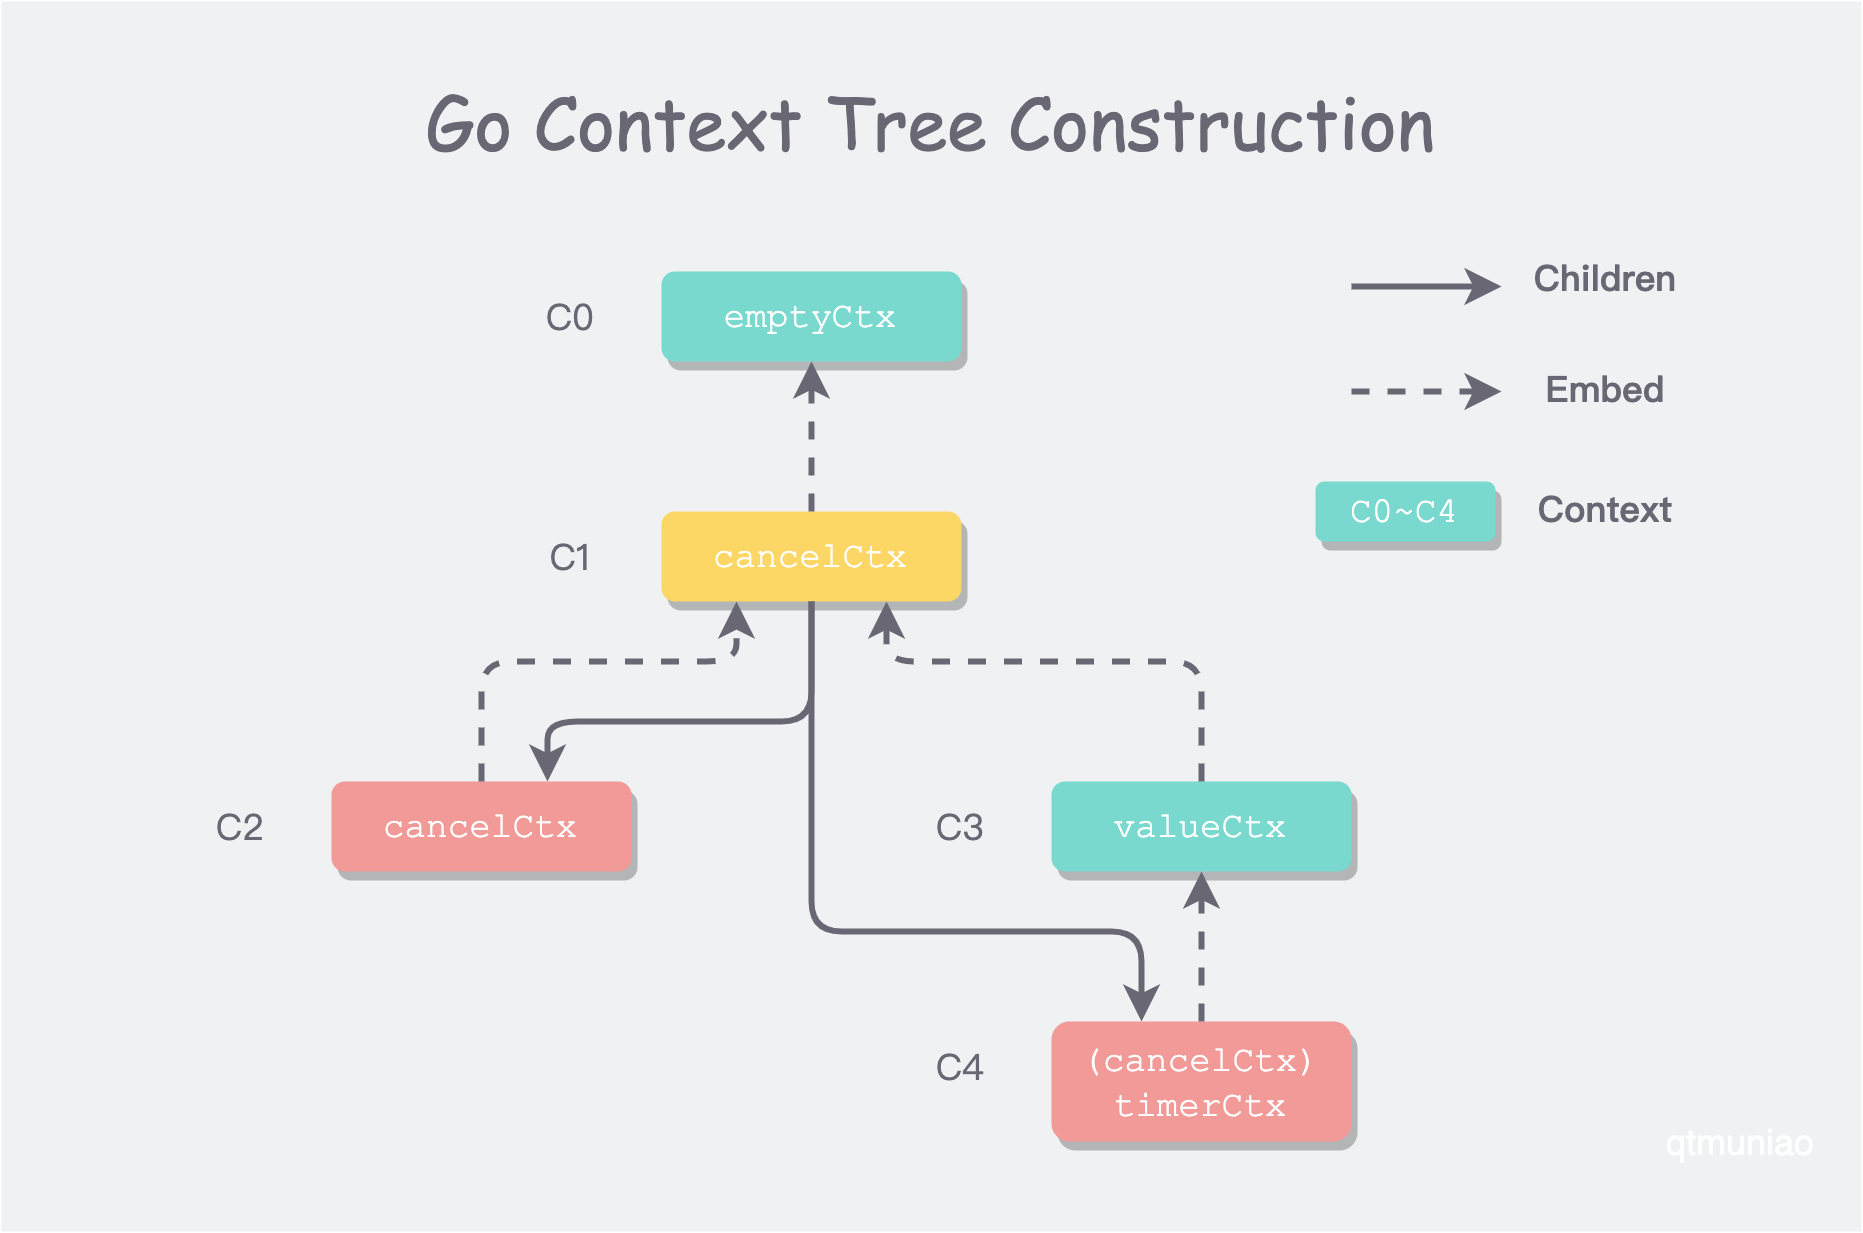 Go Context Tree Construction
Children
C0
emptyCtx
Embed
C0~C4
Context
C1
cancelCtx
C2
cancelCtx
C3
valueCtx
C4
(cancelCtx)
timerCtx
qtmuniao